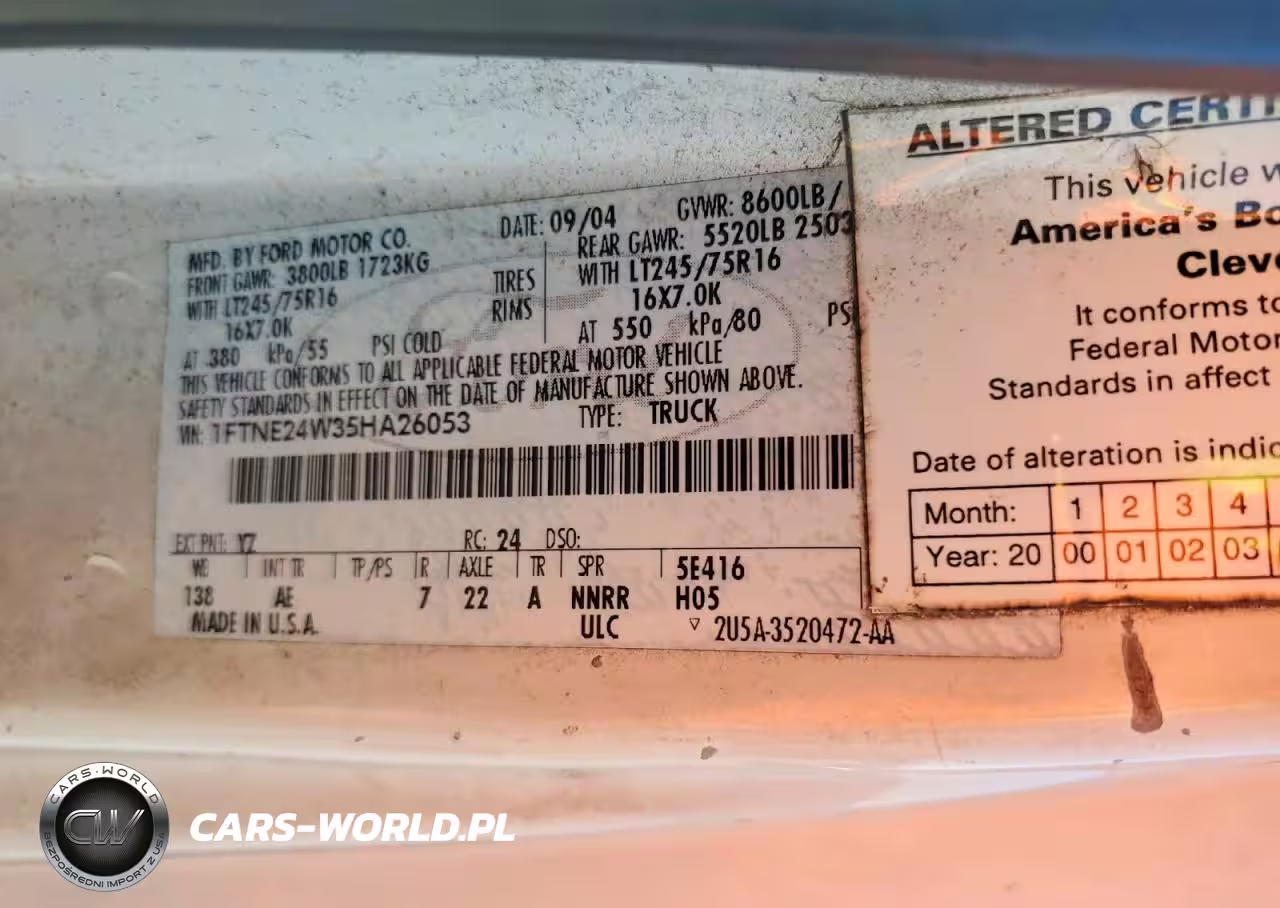 MFD. BY FORD MOTOR CO.
DATE: 09/04
GVWR: 8600LB/
FRONT GAWR: 3800LB 1723KG
REAR GAWR: 5520LB 2503
WITH LT245/75R16
TIRES
WITH LT245/75R16
16X7.0K
RIMS
16X7.0K
AT 380 kPa/55 PSI COLD
AT 550 kPa/80 PS
THIS VEHICLE CONFORMS TO ALL APPLICABLE FEDERAL MOTOR VEHICLE
SAFETY STANDARDS IN EFFECT ON THE DATE OF MANUFACTURE SHOWN ABOVE.
VIN: 1FTNE24W35HA26053
TYPE: TRUCK
EXT PNT: YZ
RC: 24 DSO:
WB INT TR TP/PS R AXLE TR SPR 5E416
138 AE 7 22 A NNRR H05
MADE IN U.S.A.
ULC
▽ 2U5A-3520472-AA
ALTERED CERTI
This vehicle w
America's Bo
Cleve
It conforms to
Federal Motor
Standards in affect
Date of alteration is indic
Month: 1 2 3 4
Year: 20 00 01 02 03
CARS-WORLD
CW
BEZPOŚREDNI IMPORT Z USA
CARS-WORLD.PL